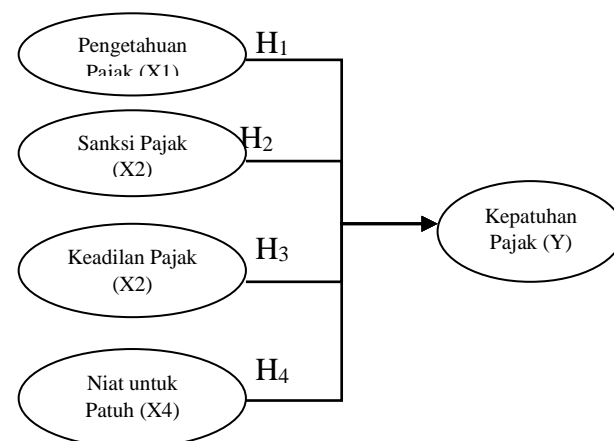 Pengetahuan
Pajak (X1)
H1
Sanksi Pajak
(X2)
H2
Keadilan Pajak
(X2)
H3
Niat untuk
Patuh (X4)
H4
Kepatuhan
Pajak (Y)